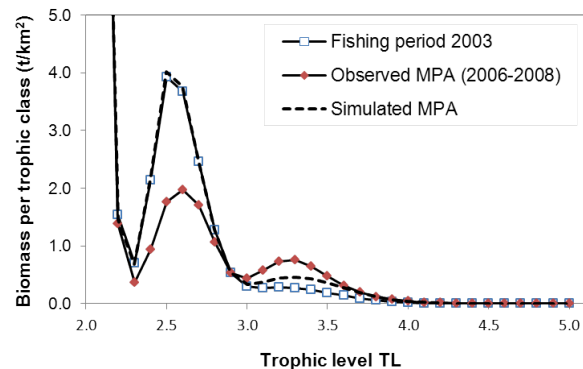 Biomass per trophic class (t/km²)
5.0
4.0
3.0
2.0
1.0
0.0
Fishing period 2003
Observed MPA (2006-2008)
Simulated MPA
2.0 2.5 3.0 3.5 4.0 4.5 5.0
Trophic level TL